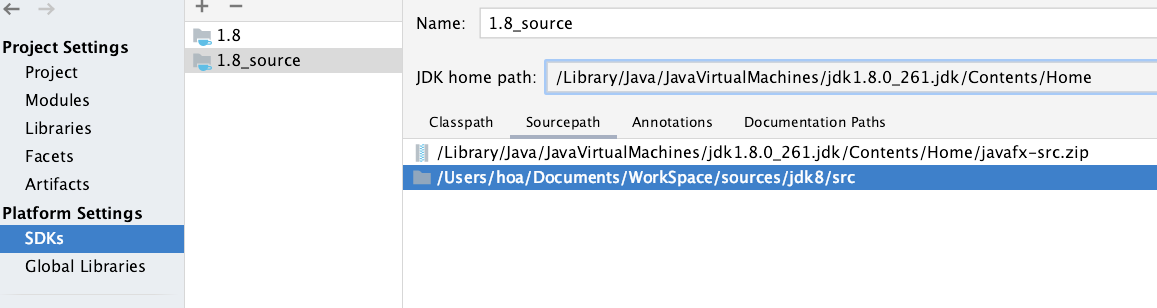 Project Settings
Project
Modules
Libraries
Facets
Artifacts
Platform Settings
SDKs
Global Libraries
1.8
1.8_source
Name: 1.8_source
JDK home path: /Library/Java/JavaVirtualMachines/jdk1.8.0_261.jdk/Contents/Home
Classpath Sourcepath Annotations Documentation Paths
/Library/Java/JavaVirtualMachines/jdk1.8.0_261.jdk/Contents/Home/javafx-src.zip
/Users/hoa/Documents/WorkSpace/sources/jdk8/src